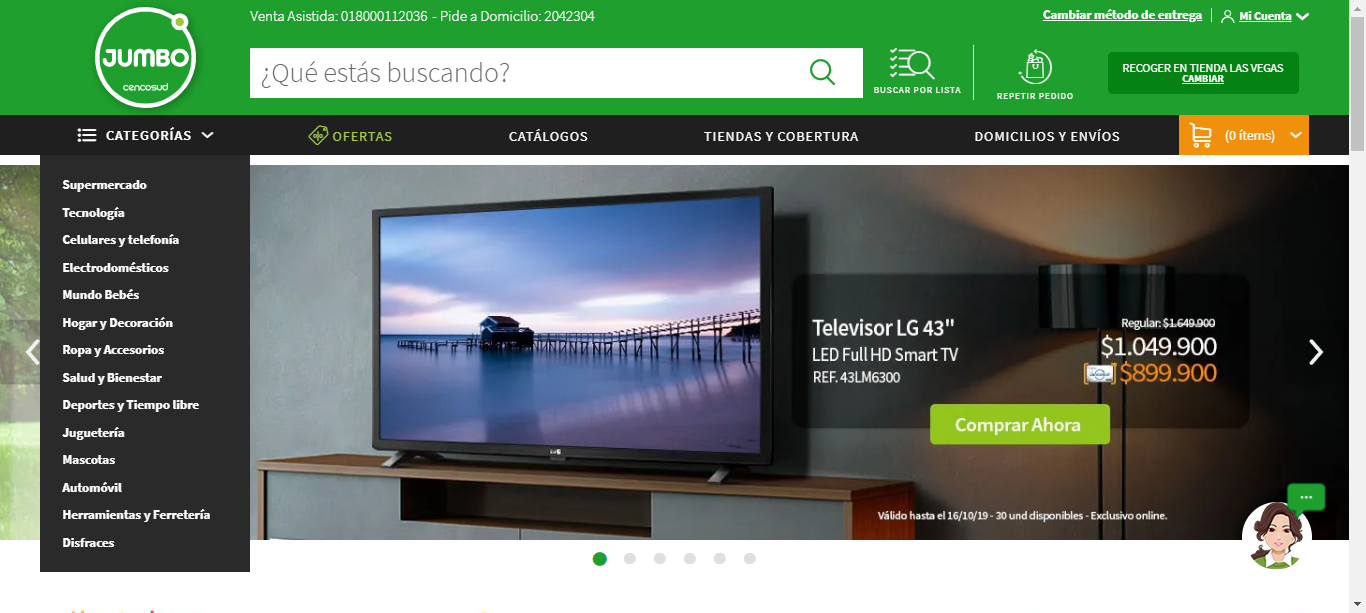 Venta Asistida: 018000112036 - Pide a Domicilio: 2042304
Cambiar método de entrega
Mi Cuenta
JUMBO
cencosud
¿Qué estás buscando?
BUSCAR POR LISTA
REPETIR PEDIDO
RECOGER EN TIENDA LAS VEGAS
CAMBIAR
CATEGORÍAS
OFERTAS
CATÁLOGOS
TIENDAS Y COBERTURA
DOMICILIOS Y ENVÍOS
(0 ítems)
Supermercado
Tecnología
Celulares y telefonía
Electrodomésticos
Mundo Bebés
Hogar y Decoración
Ropa y Accesorios
Salud y Bienestar
Deportes y Tiempo libre
Juguetería
Mascotas
Automóvil
Herramientas y Ferretería
Disfraces
Televisor LG 43"
LED Full HD Smart TV
REF. 43LM6300
Regular: $1.649.900
$1.049.900
$899.900
Comprar Ahora
Válido hasta el 16/10/19 - 30 und disponibles - Exclusivo online.